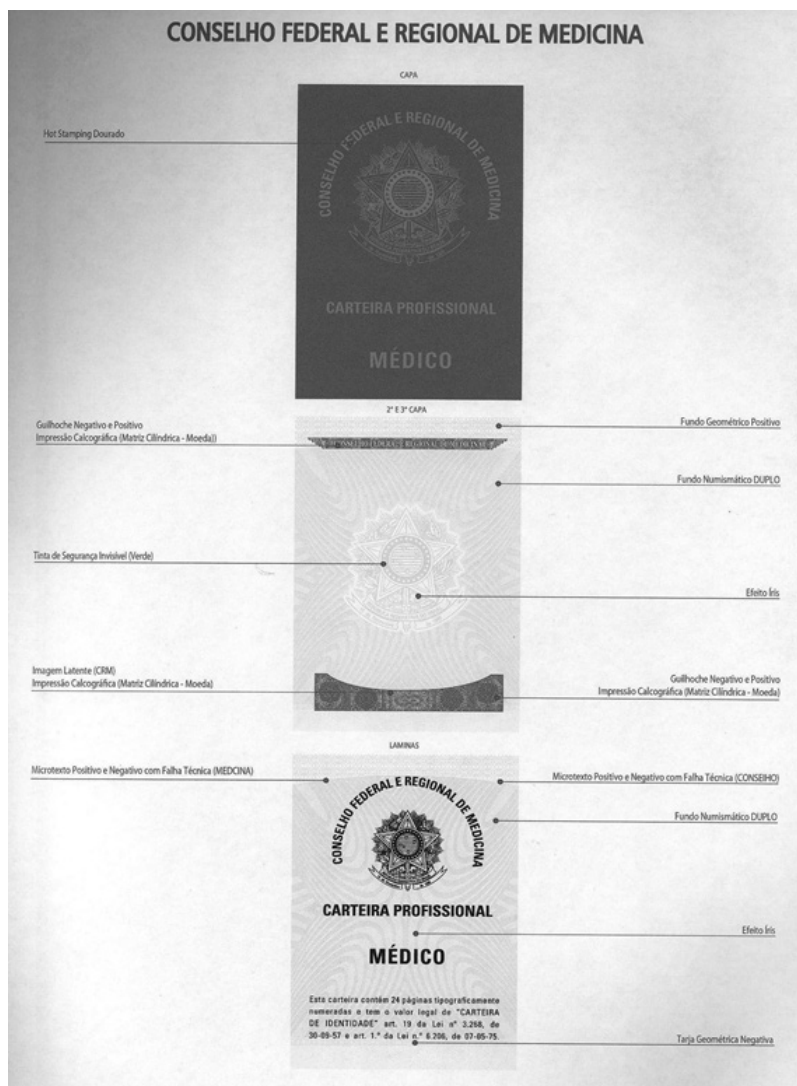 CONSELHO FEDERAL E REGIONAL DE MEDICINA
CAPA
Hot Stamping Dourado
CONSELHO FEDERAL E REGIONAL DE MEDICINA
CARTEIRA PROFISSIONAL
MÉDICO
2ª E 3ª CAPA
Guilhoche Negativo e Positivo
Impressão Calcográfica (Matriz Cilíndrica - Moeda))
Fundo Geométrico Positivo
CONSELHO FEDERAL E REGIONAL DE MEDICINA
Fundo Numismático DUPLO
Tinta de Segurança Invisível (Verde)
Efeito Íris
Imagem Latente (CRM)
Impressão Calcográfica (Matriz Cilíndrica - Moeda)
Guilhoche Negativo e Positivo
Impressão Calcográfica (Matriz Cilíndrica - Moeda)
LAMINAS
Microtexto Positivo e Negativo com Falha Técnica (MEDCINA)
Microtexto Positivo e Negativo com Falha Técnica (CONSEIHO)
CONSELHO FEDERAL E REGIONAL DE MEDICINA
Fundo Numismático DUPLO
CARTEIRA PROFISSIONAL
Efeito Íris
MÉDICO
Esta carteira contém 24 páginas tipograficamente
numeradas e tem o valor legal de "CARTEIRA
DE IDENTIDADE" art. 19 da Lei nº 3.268, de
30-09-57 e art. 1.º da Lei n.º 6.206, de 07-05-75.
Tarja Geométrica Negativa